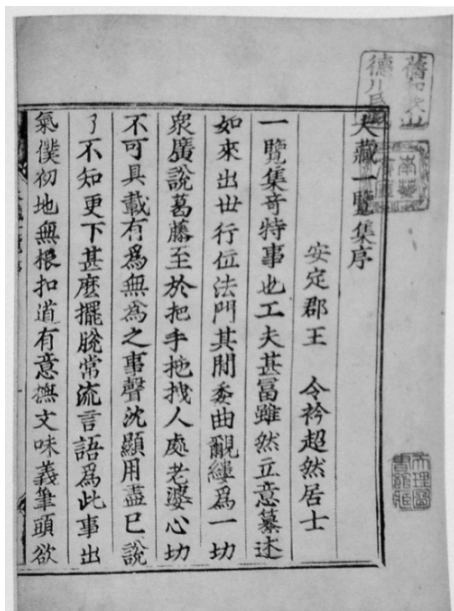 大藏一覽集序
安定郡王 令衿超然居士
一覽集奇特事也工夫甚冨雖然立意纂述
如來出世行位法門其閒委曲覼縷爲一切
衆廣說葛藤至於把手拖找人處老婆心切
不可具載有爲無爲之事聲沈顯用盡已說
了不知更下甚麽擺脫常流言語爲此事出
氣僕初地無根扣道有意撫文味義筆頭欲